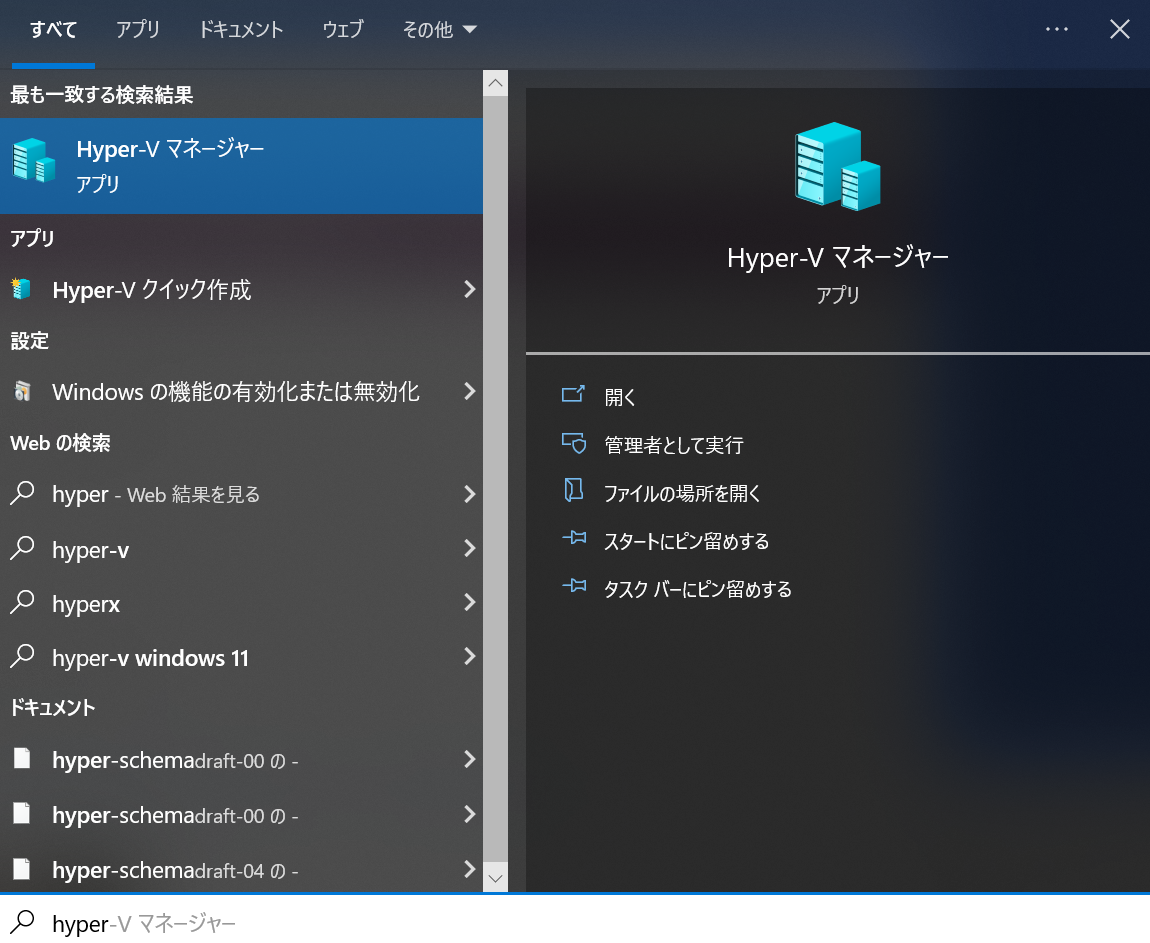 すべて アプリ ドキュメント ウェブ その他
最も一致する検索結果
Hyper-V マネージャー
アプリ
アプリ
Hyper-V クイック作成
設定
Windows の機能の有効化または無効化
Web の検索
hyper - Web 結果を見る
hyper-v
hyperx
hyper-v windows 11
ドキュメント
hyper-schemadraft-00 の -
hyper-schemadraft-00 の -
hyper-schemadraft-04 の -
hyper-V マネージャー
Hyper-V マネージャー
アプリ
開く
管理者として実行
ファイルの場所を開く
スタートにピン留めする
タスク バーにピン留めする